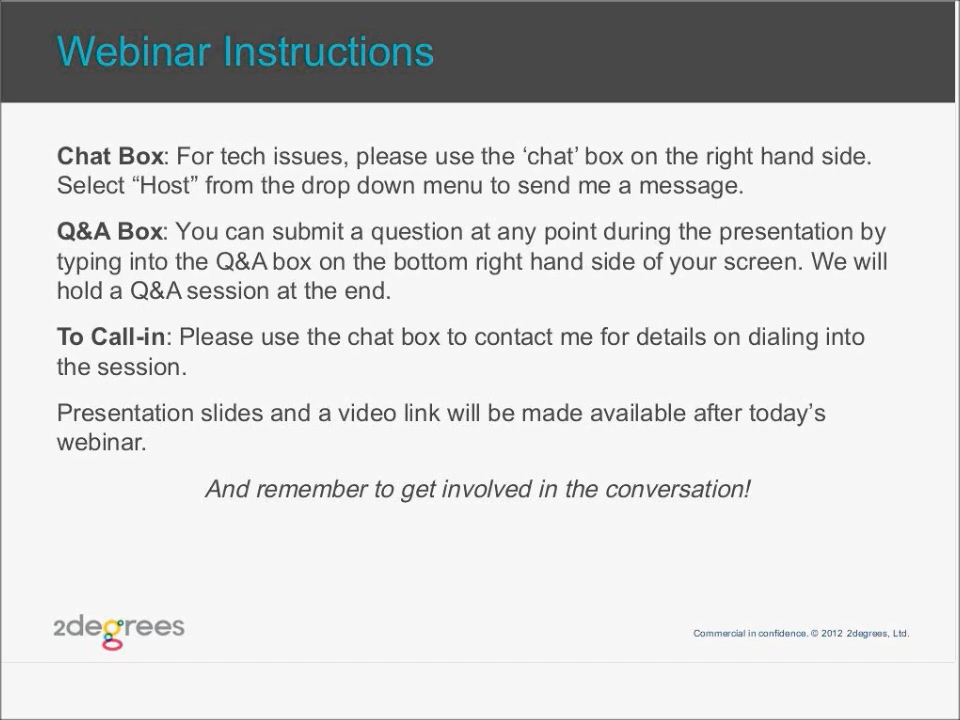 Webinar Instructions
Chat Box: For tech issues, please use the ‘chat’ box on the right hand side.
Select “Host” from the drop down menu to send me a message.
Q&A Box: You can submit a question at any point during the presentation by
typing into the Q&A box on the bottom right hand side of your screen. We will
hold a Q&A session at the end.
To Call-in: Please use the chat box to contact me for details on dialing into
the session.
Presentation slides and a video link will be made available after today’s
webinar.
And remember to get involved in the conversation!
2degrees
Commercial in confidence. © 2012 2degrees, Ltd.